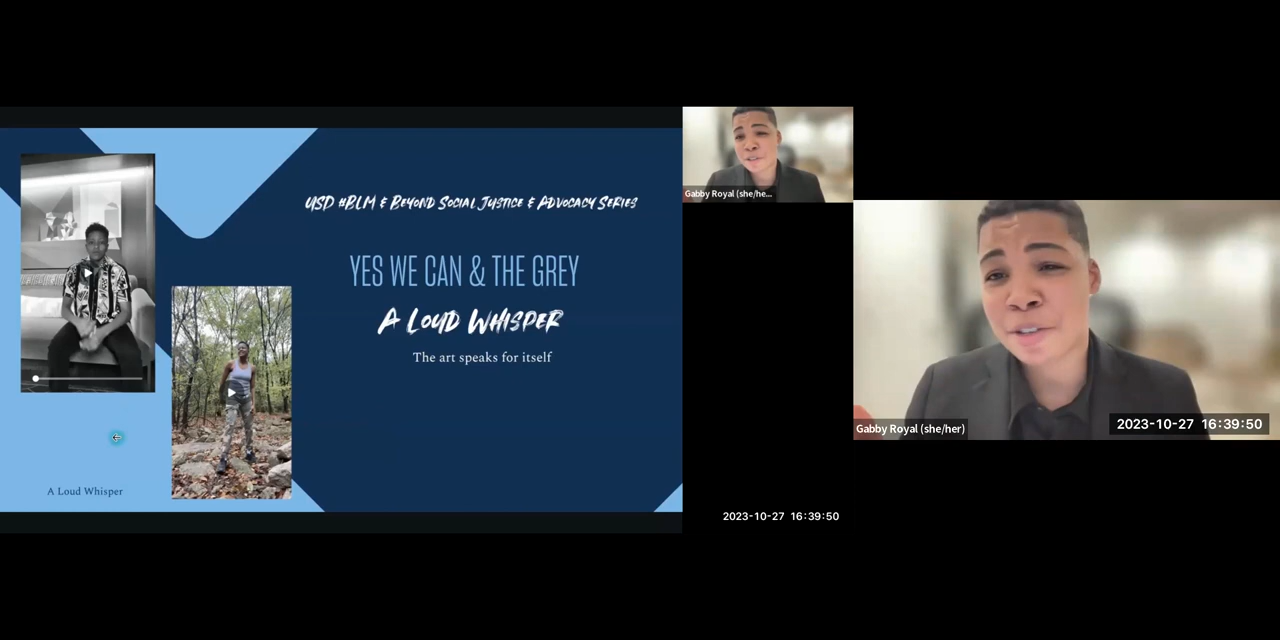 USD #BLM & Beyond Social Justice & Advocacy Series
YES WE CAN & THE GREY
A Loud Whisper
The art speaks for itself
A Loud Whisper
Gabby Royal (she/he...
2023-10-27 16:39:50
Gabby Royal (she/her)
2023-10-27 16:39:50